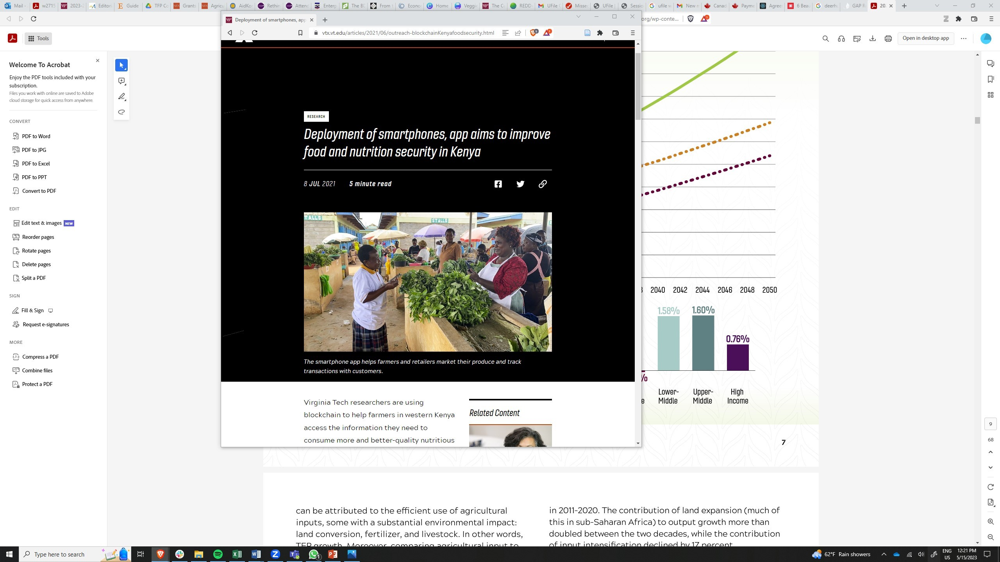 Mail -
w2715
2023-2
Editori
Guide
TFP Co
Grants
Agricu
AidKor
Rethin
Attend
Enterp
The BD
From t
Econo
Home
Veggie
The Cu
REDD+
UFile C
Missed
UFile |
Sessio
ufile w
New m
Canad
Payme
Agree
6 Beau
deerhu
GAP R
20
org/wp-conte...
1
Deployment of smartphones, app
vtx.vt.edu/articles/2021/06/outreach-blockchainKenyafoodsecurity.html
5
1
Tools
Open in desktop app
Welcome To Acrobat
Enjoy the PDF tools included with your
subscription.
Files you work with online are saved to Adobe
cloud storage for quick access from anywhere.
CONVERT
PDF to Word
PDF to JPG
PDF to Excel
PDF to PPT
Convert to PDF
EDIT
Edit text & images NEW
Reorder pages
Rotate pages
Delete pages
Split a PDF
SIGN
Fill & Sign
Request e-signatures
MORE
Compress a PDF
Combine files
Protect a PDF
RESEARCH
Deployment of smartphones, app aims to improve
food and nutrition security in Kenya
8 JUL 2021 5 minute read
TALLS
STALLS
The smartphone app helps farmers and retailers market their produce and track
transactions with customers.
Virginia Tech researchers are using
blockchain to help farmers in western Kenya
access the information they need to
consume more and better-quality nutritious
Related Content
2040 2042 2044 2046 2048 2050
1.58% 1.60%
0.76%
%
e
Lower-
Middle
Upper-
Middle
High
Income
7
9
68
can be attributed to the efficient use of agricultural
inputs, some with a substantial environmental impact:
land conversion, fertilizer, and livestock. In other words,
TFP growth. Moreover, comparing agricultural input to
in 2011-2020. The contribution of land expansion (much of
this in sub-Saharan Africa) to output growth more than
doubled between the two decades, while the contribution
of input intensification declined by 17 percent
Type here to search
1
62°F Rain showers
ENG
US
12:21 PM
5/15/2023